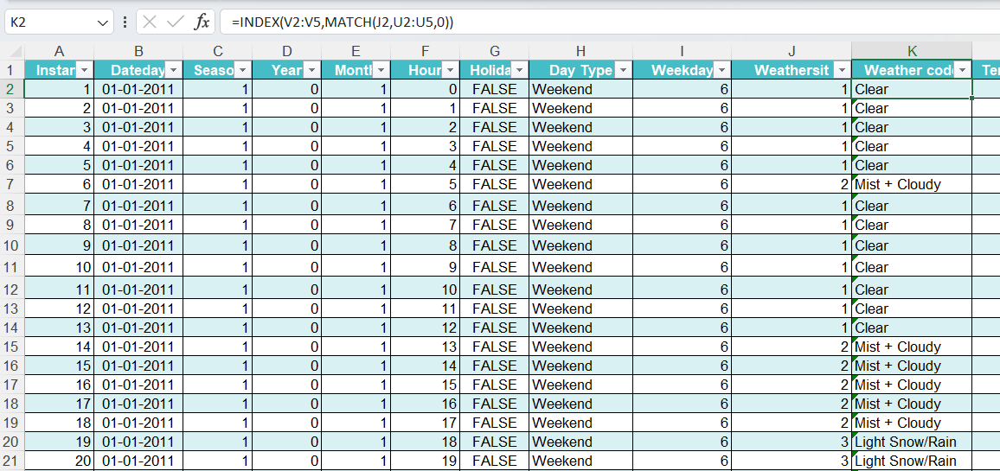 K2 fx =INDEX(V2:V5,MATCH(J2,U2:U5,0))
A B C D E F G H I J K
1 Instan Dateday Seaso Year Month Hour Holida Day Type Weekday Weathersit Weather cod Ter
2 1 01-01-2011 1 0 1 0 FALSE Weekend 6 1 Clear
3 2 01-01-2011 1 0 1 1 FALSE Weekend 6 1 Clear
4 3 01-01-2011 1 0 1 2 FALSE Weekend 6 1 Clear
5 4 01-01-2011 1 0 1 3 FALSE Weekend 6 1 Clear
6 5 01-01-2011 1 0 1 4 FALSE Weekend 6 1 Clear
7 6 01-01-2011 1 0 1 5 FALSE Weekend 6 2 Mist + Cloudy
8 7 01-01-2011 1 0 1 6 FALSE Weekend 6 1 Clear
9 8 01-01-2011 1 0 1 7 FALSE Weekend 6 1 Clear
10 9 01-01-2011 1 0 1 8 FALSE Weekend 6 1 Clear
11 10 01-01-2011 1 0 1 9 FALSE Weekend 6 1 Clear
12 11 01-01-2011 1 0 1 10 FALSE Weekend 6 1 Clear
13 12 01-01-2011 1 0 1 11 FALSE Weekend 6 1 Clear
14 13 01-01-2011 1 0 1 12 FALSE Weekend 6 1 Clear
15 14 01-01-2011 1 0 1 13 FALSE Weekend 6 2 Mist + Cloudy
16 15 01-01-2011 1 0 1 14 FALSE Weekend 6 2 Mist + Cloudy
17 16 01-01-2011 1 0 1 15 FALSE Weekend 6 2 Mist + Cloudy
18 17 01-01-2011 1 0 1 16 FALSE Weekend 6 2 Mist + Cloudy
19 18 01-01-2011 1 0 1 17 FALSE Weekend 6 2 Mist + Cloudy
20 19 01-01-2011 1 0 1 18 FALSE Weekend 6 3 Light Snow/Rain
21 20 01-01-2011 1 0 1 19 FALSE Weekend 6 3 Light Snow/Rain